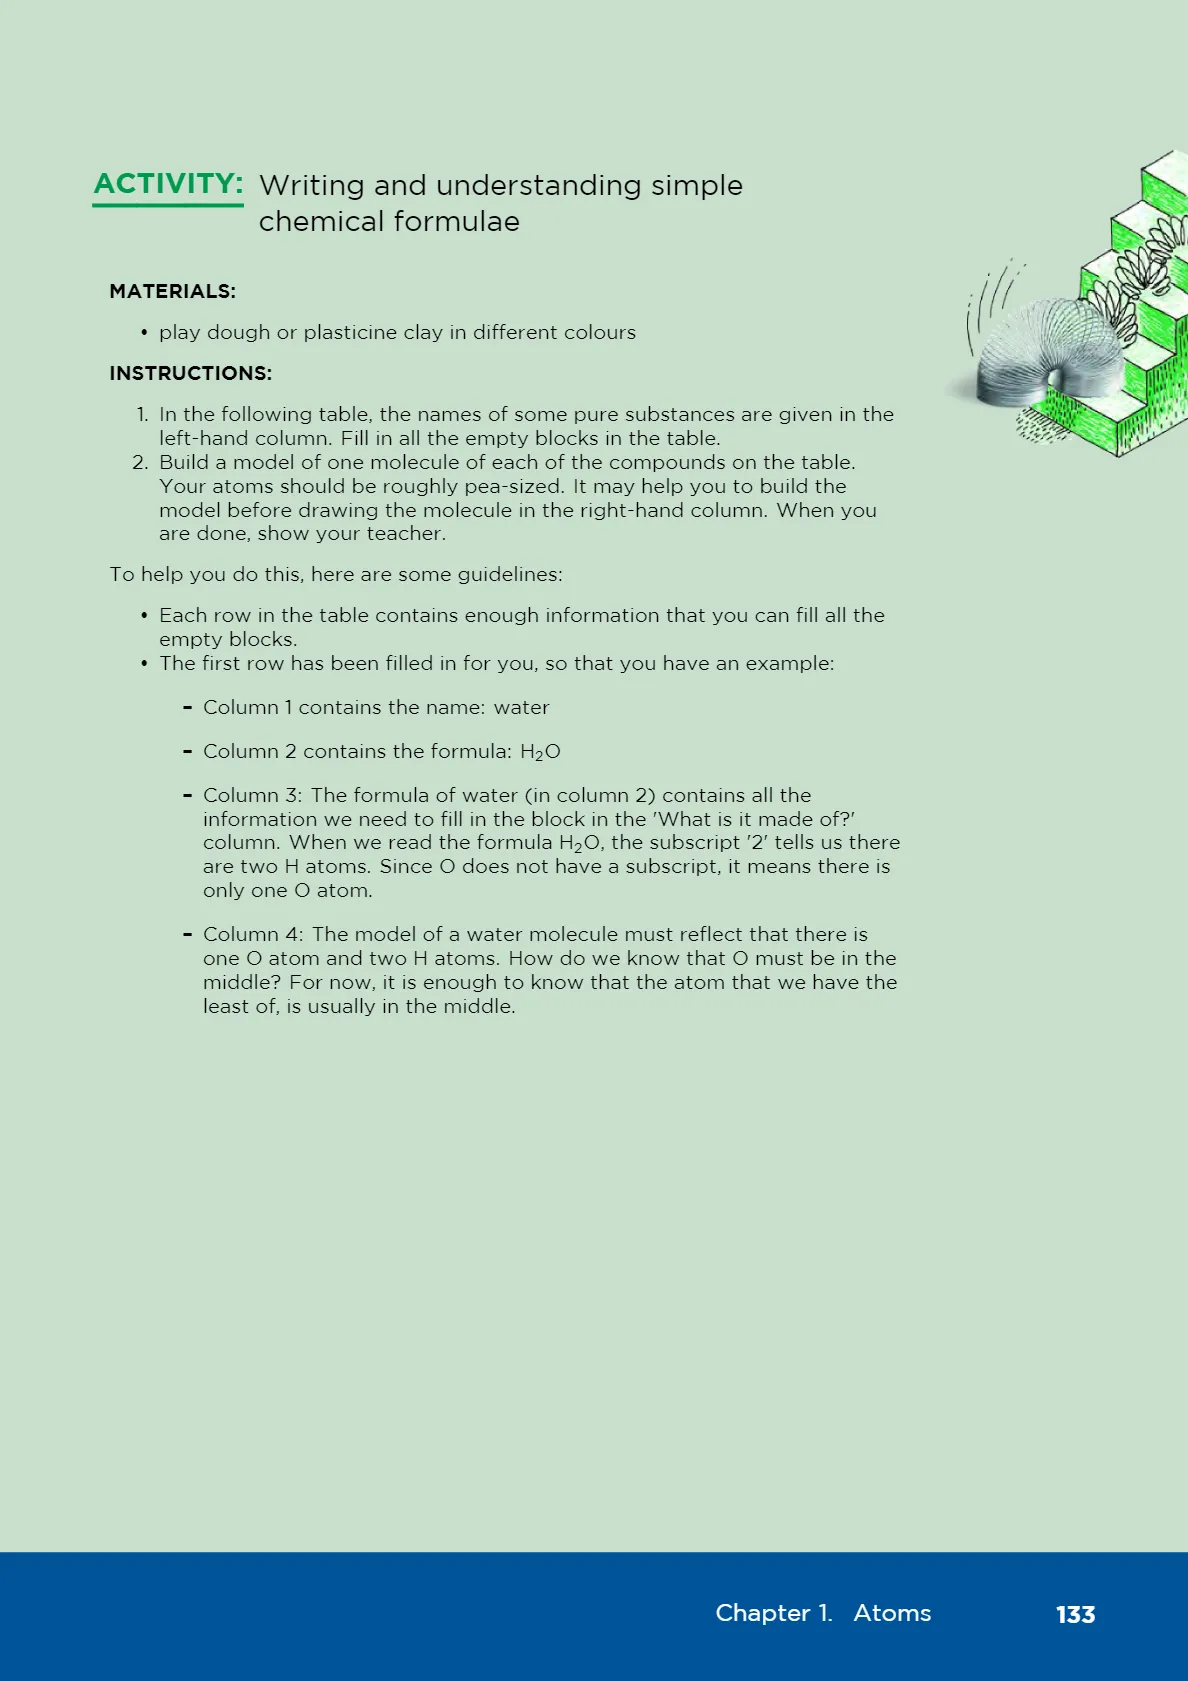 ACTIVITY: Writing and understanding simple
chemical formulae
MATERIALS:
• play dough or plasticine clay in different colours
INSTRUCTIONS:
1. In the following table, the names of some pure substances are given in the
left-hand column. Fill in all the empty blocks in the table.
2. Build a model of one molecule of each of the compounds on the table.
Your atoms should be roughly pea-sized. It may help you to build the
model before drawing the molecule in the right-hand column. When you
are done, show your teacher.
To help you do this, here are some guidelines:
• Each row in the table contains enough information that you can fill all the
empty blocks.
• The first row has been filled in for you, so that you have an example:
– Column 1 contains the name: water
– Column 2 contains the formula: H₂O
– Column 3: The formula of water (in column 2) contains all the
information we need to fill in the block in the 'What is it made of?'
column. When we read the formula H₂O, the subscript '2' tells us there
are two H atoms. Since O does not have a subscript, it means there is
only one O atom.
– Column 4: The model of a water molecule must reflect that there is
one O atom and two H atoms. How do we know that O must be in the
middle? For now, it is enough to know that the atom that we have the
least of, is usually in the middle.
Chapter 1. Atoms 133